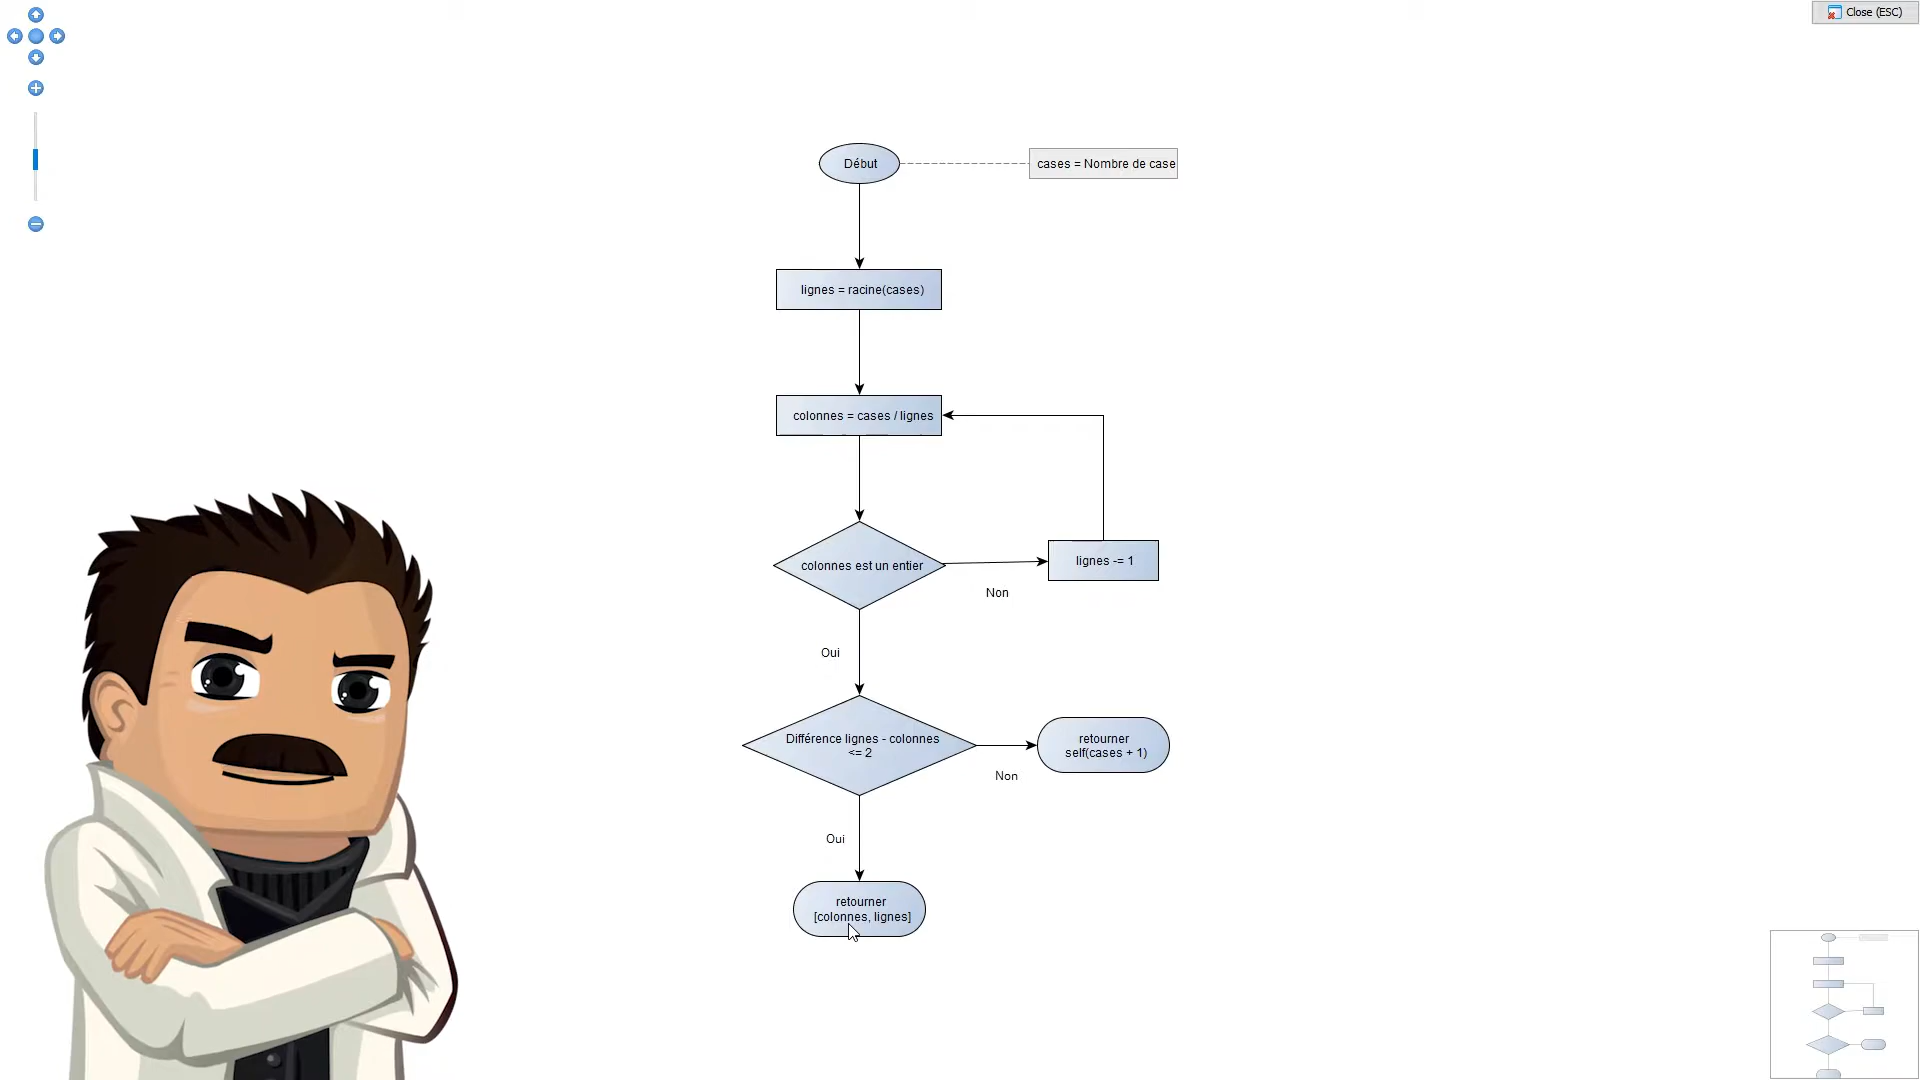 Close (ESC)
Début
cases = Nombre de case
lignes = racine(cases)
colonnes = cases / lignes
colonnes est un entier
lignes -= 1
Non
Oui
Différence lignes - colonnes
<= 2
retourner
self(cases + 1)
Non
Oui
retourner
[colonnes, lignes]